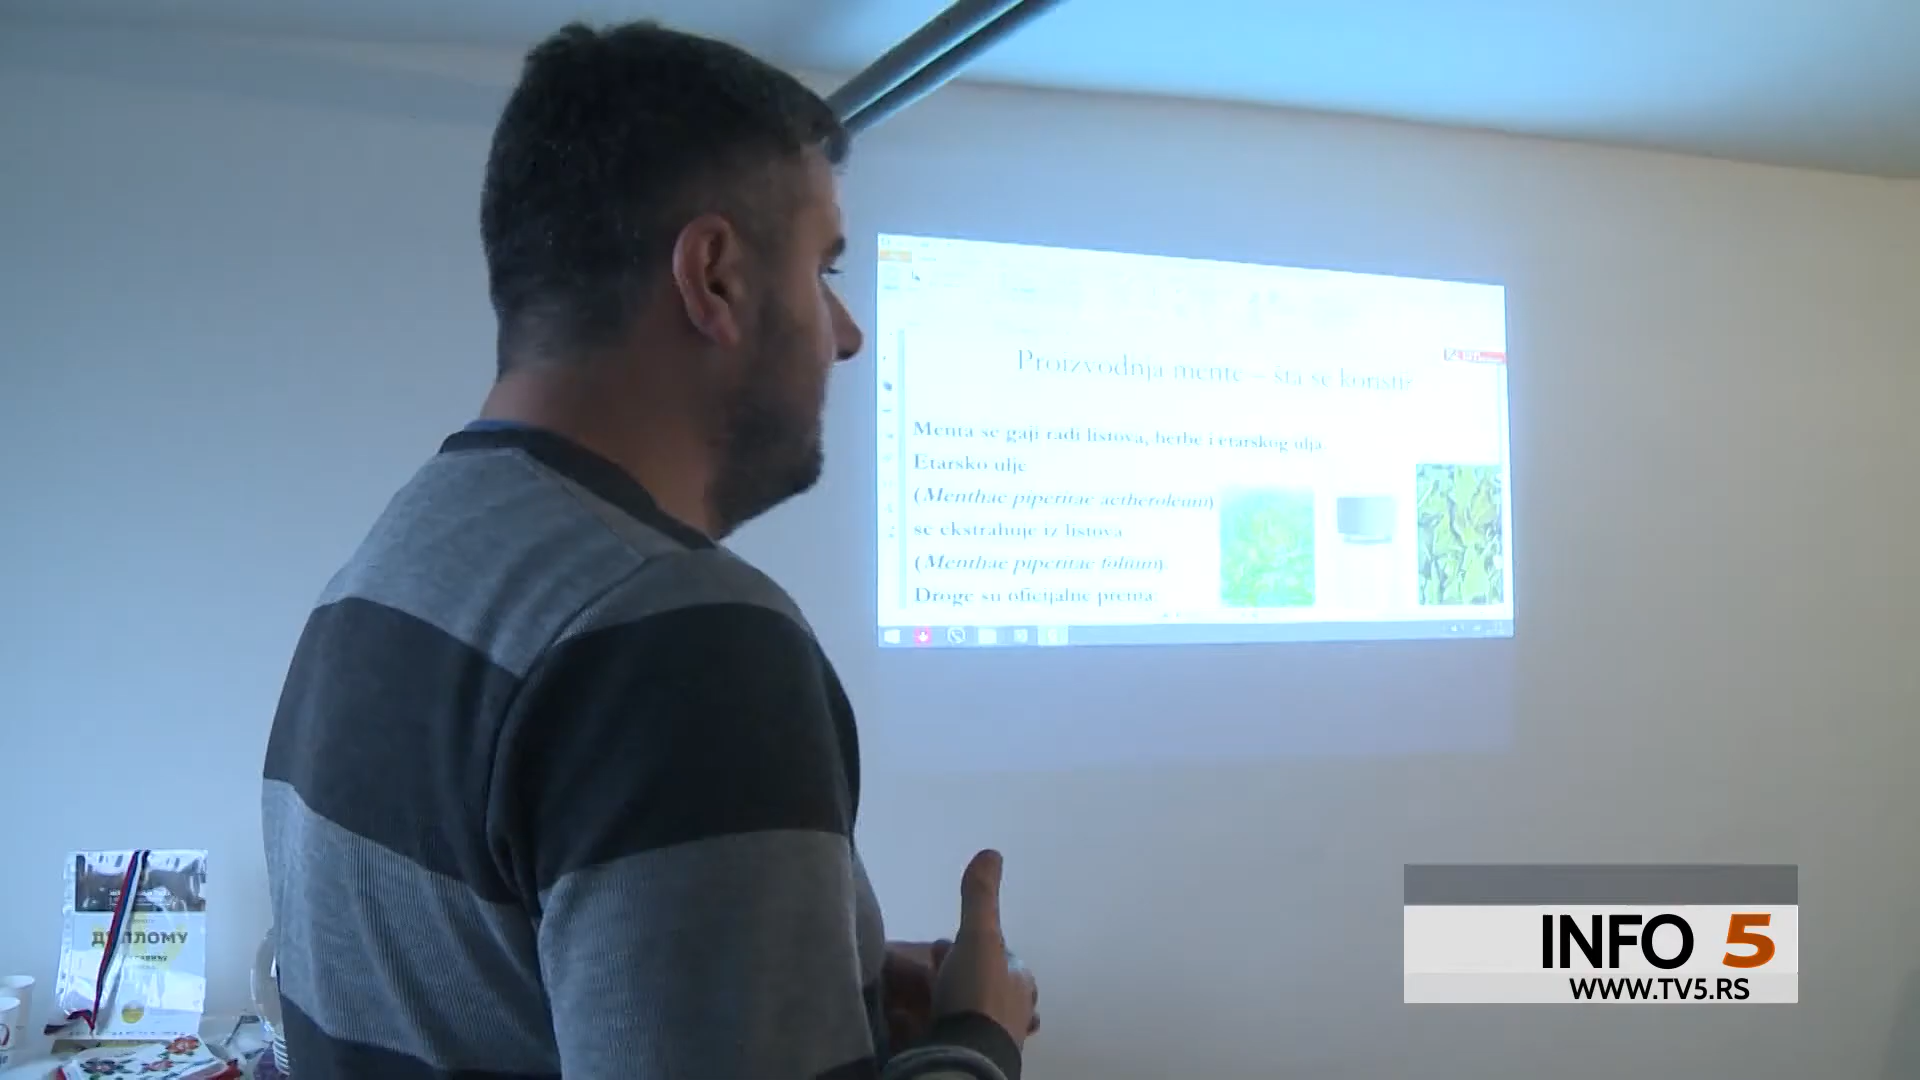 Proizvodnja mente – šta se koristi?
Menta se gaji radi listova, herbe i etarskog ulja.
Etarsko ulje
(Menthae piperitae aetheroleum)
se ekstrahuje iz listova
(Menthae piperitae folium)
Droge su oficijalne prema:
ДИПЛОМУ
INFO 5
WWW.TV5.RS